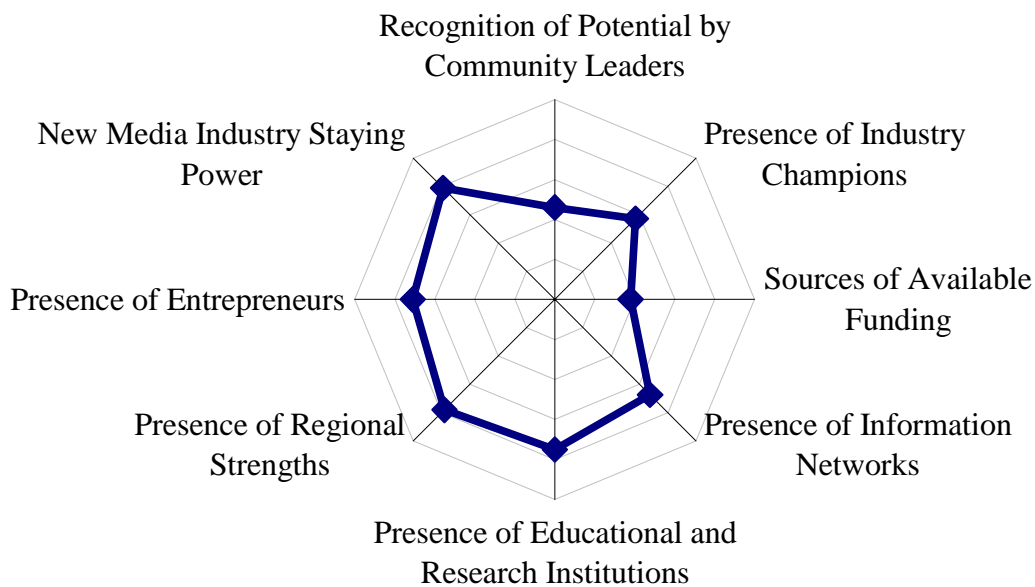 Recognition of Potential by
Community Leaders
New Media Industry Staying
Power
Presence of Industry
Champions
Presence of Entrepreneurs
Sources of Available
Funding
Presence of Regional
Strengths
Presence of Information
Networks
Presence of Educational and
Research Institutions